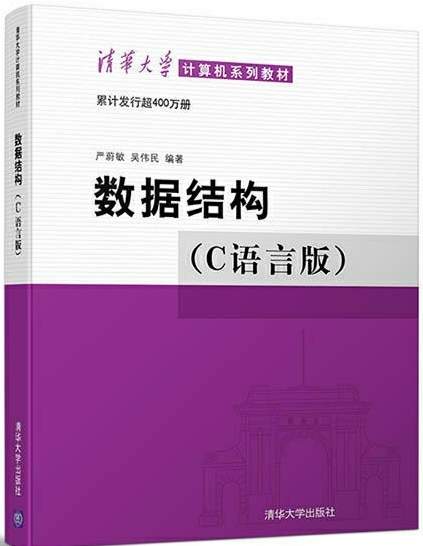 清华大学 计算机系列教材
累计发行超400万册
严蔚敏 吴伟民 编著
数据结构
(C语言版)
清华大学出版社
清华大学计算机系列教材
数据结构
(C语言版)
清华大学出版社